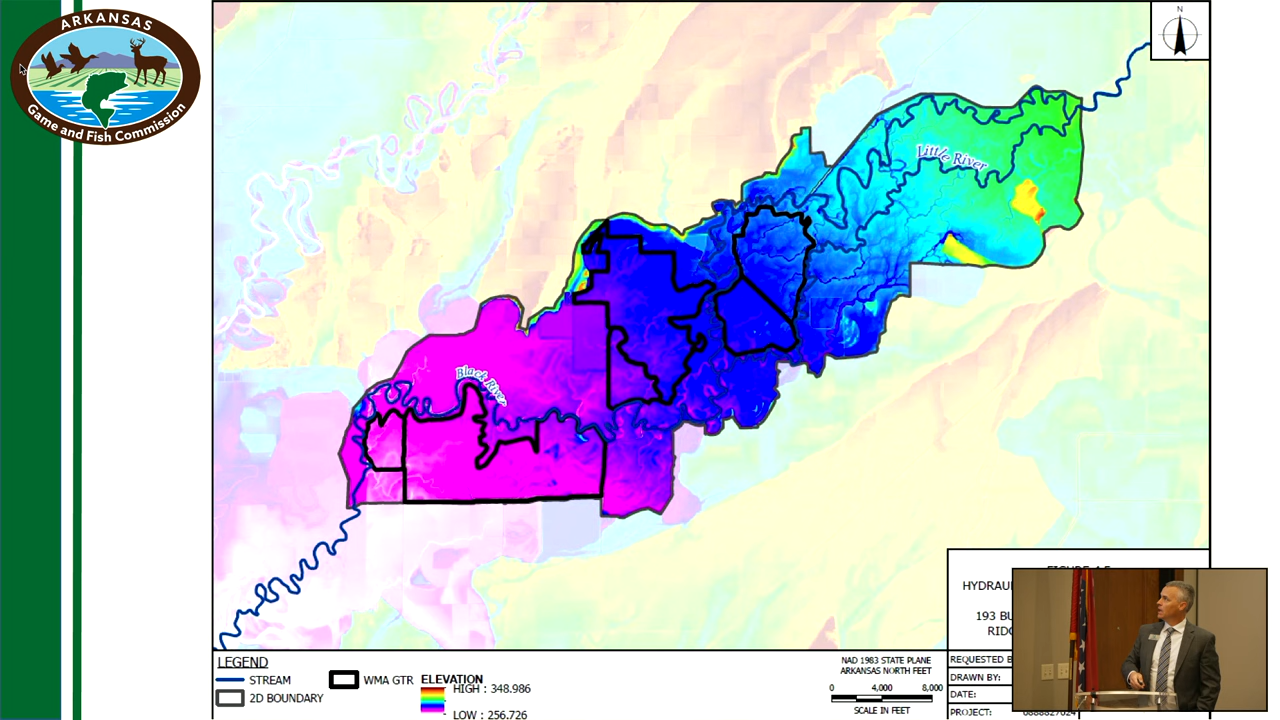 ARKANSAS
Game and Fish Commission
N
Little River
Black River
HYDRAU
193 BU
RIDG
LEGEND
STREAM
2D BOUNDARY
WMA GTR
ELEVATION
HIGH : 348.986
LOW : 256.726
NAD 1983 STATE PLANE
ARKANSAS NORTH FEET
0 4,000 8,000
SCALE IN FEET
REQUESTED B
DRAWN BY:
DATE:
PROJECT: